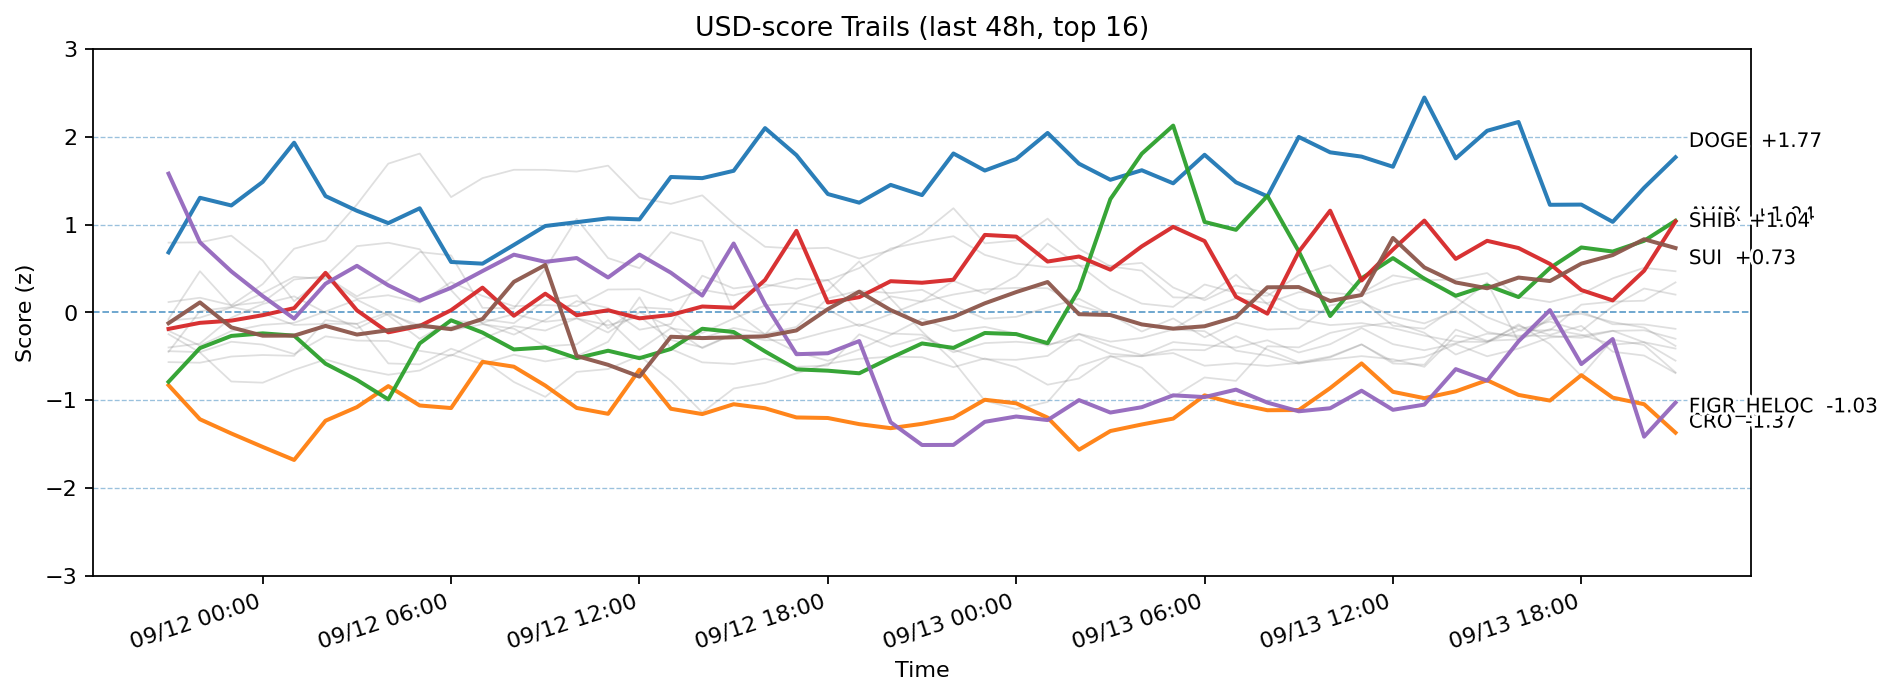 USD-score Trails (last 48h, top 16)
3
2
1
0
−1
−2
−3
Score (z)
DOGE +1.77
SHIB +1.04
SUI +0.73
FIGR_HELOC -1.03
CRO -1.37
09/12 00:00
09/12 06:00
09/12 12:00
09/12 18:00
09/13 00:00
09/13 06:00
09/13 12:00
09/13 18:00
Time